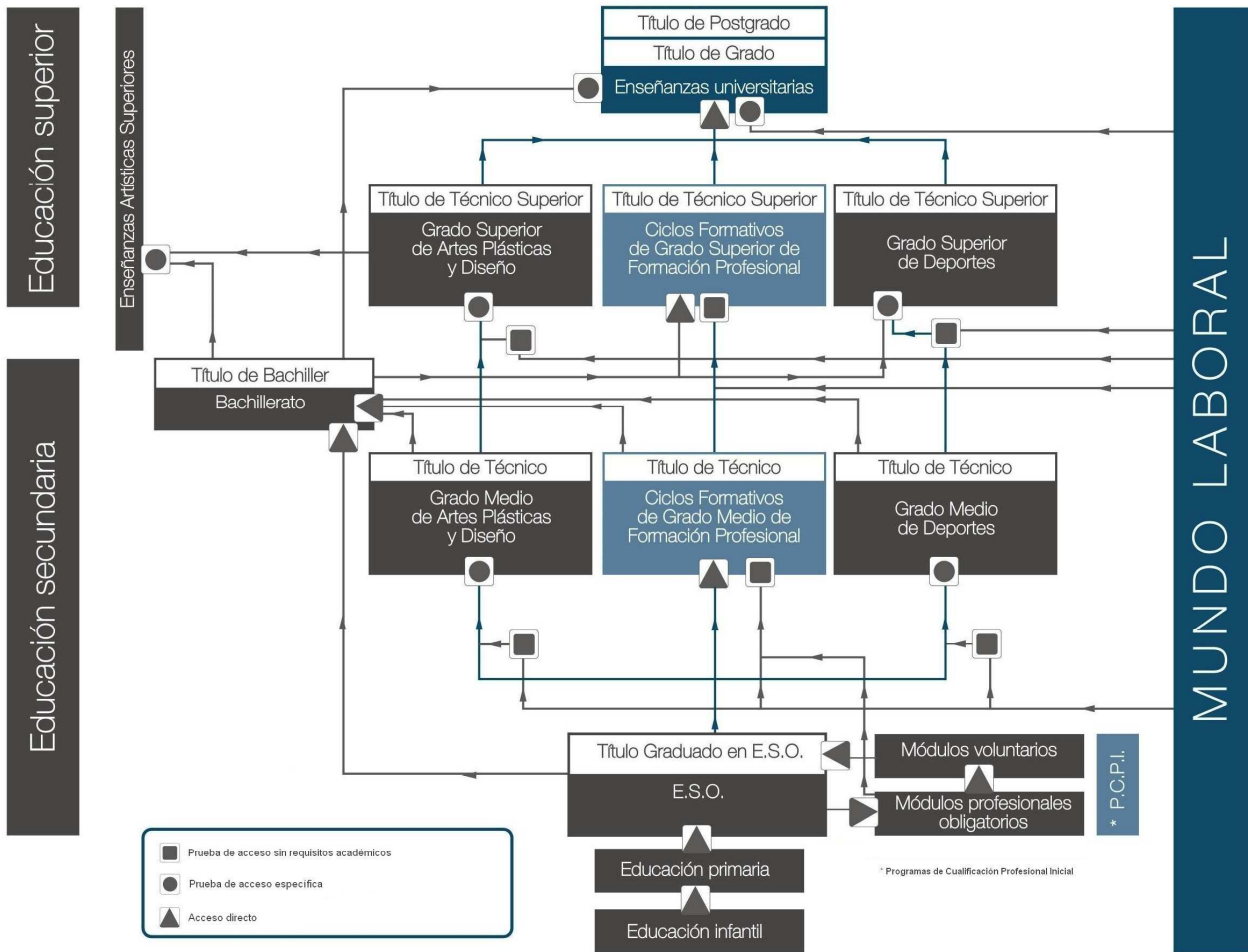 Educación superior
Enseñanzas Artísticas Superiores
Título de Postgrado
Título de Grado
Enseñanzas universitarias
Título de Técnico Superior
Grado Superior
de Artes Plásticas
y Diseño
Título de Técnico Superior
Ciclos Formativos
de Grado Superior de
Formación Profesional
Título de Técnico Superior
Grado Superior
de Deportes
MUNDO LABORAL
Educación secundaria
Título de Bachiller
Bachillerato
Título de Técnico
Grado Medio
de Artes Plásticas
y Diseño
Título de Técnico
Ciclos Formativos
de Grado Medio de
Formación Profesional
Título de Técnico
Grado Medio
de Deportes
Título Graduado en E.S.O.
E.S.O.
Módulos voluntarios
Módulos profesionales
obligatorios
* P.C.P.I.
Educación primaria
Educación infantil
* Programas de Cualificación Profesional Inicial
Prueba de acceso sin requisitos académicos
Prueba de acceso específica
Acceso directo